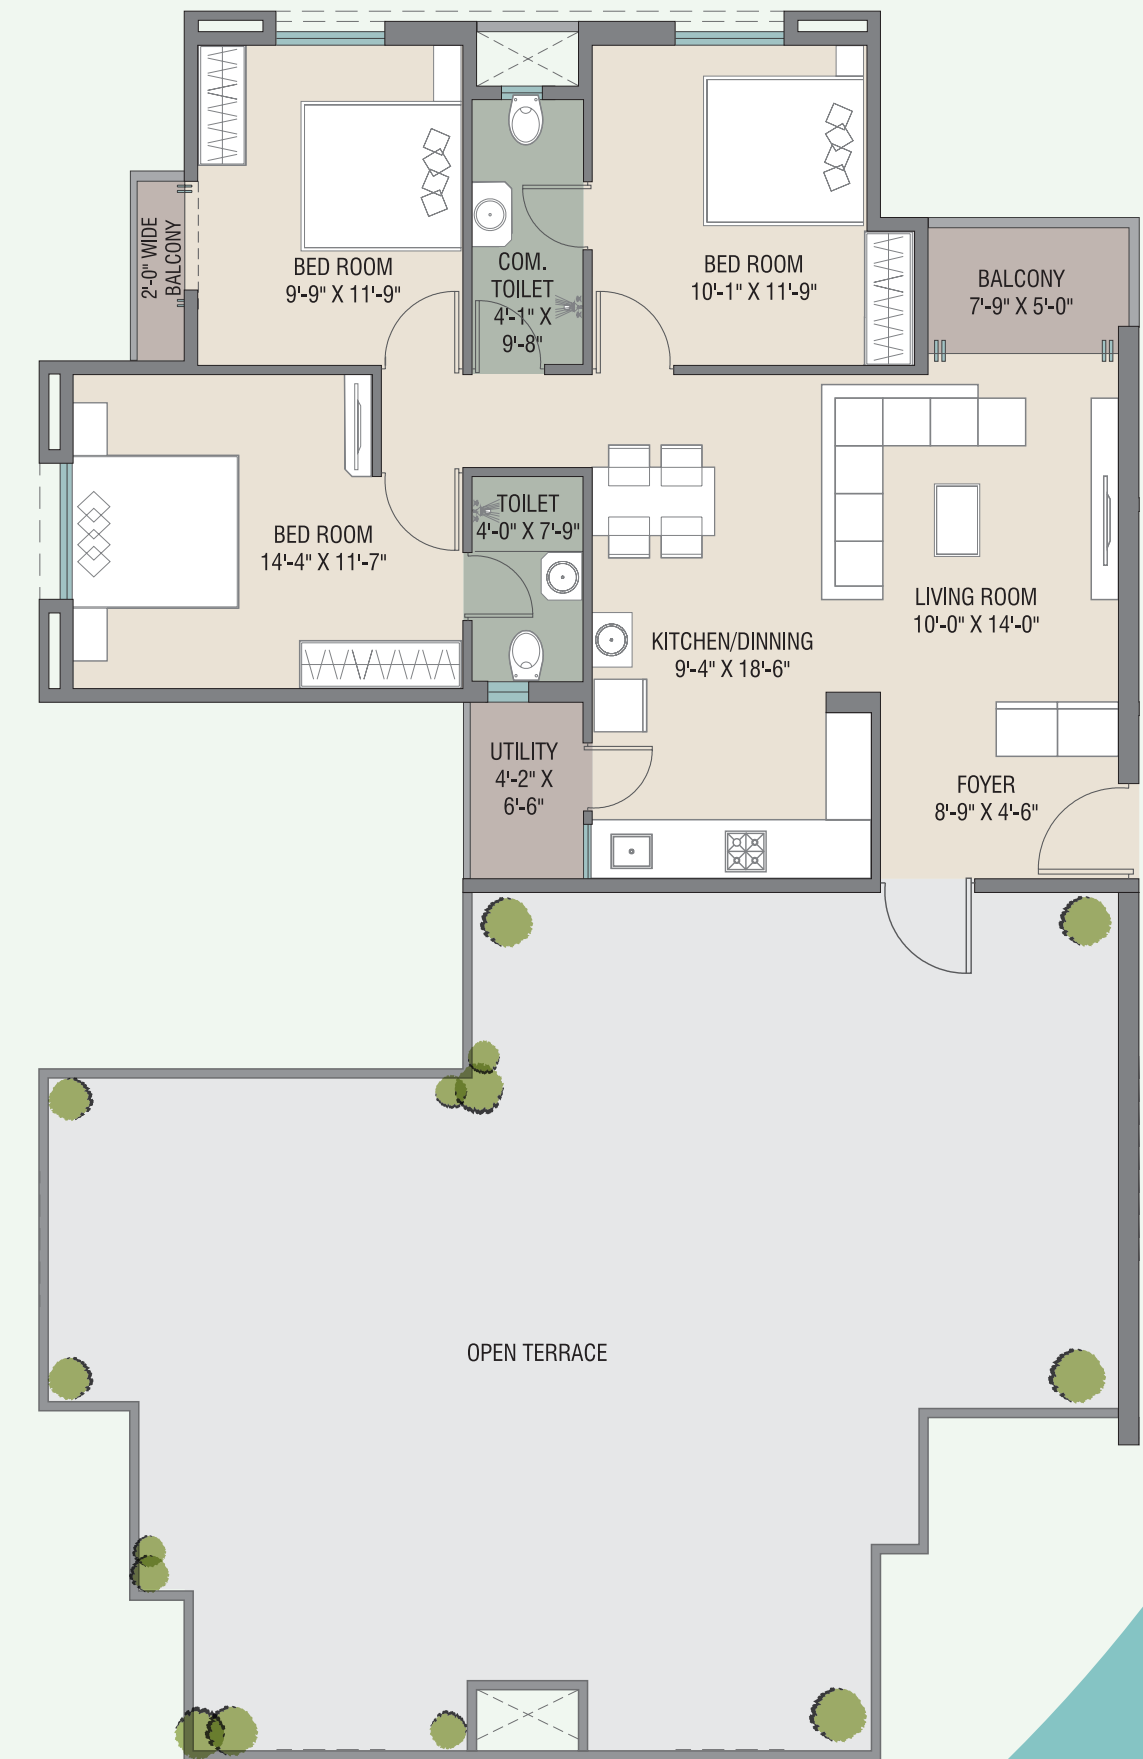 2'-0" WIDE
BALCONY
BED ROOM
9'-9" X 11'-9"
COM.
TOILET
4'-1" X
9'-8"
BED ROOM
10'-1" X 11'-9"
BALCONY
7'-9" X 5'-0"
BED ROOM
14'-4" X 11'-7"
TOILET
4'-0" X 7'-9"
KITCHEN/DINNING
9'-4" X 18'-6"
LIVING ROOM
10'-0" X 14'-0"
UTILITY
4'-2" X
6'-6"
FOYER
8'-9" X 4'-6"
OPEN TERRACE